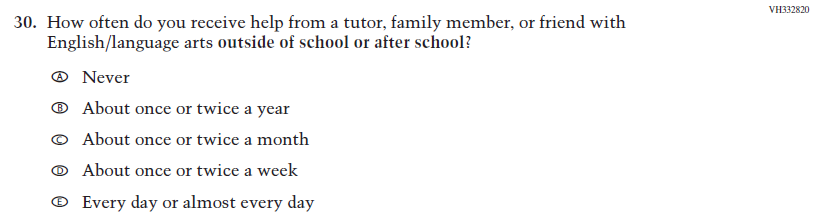 VH332820
30. How often do you receive help from a tutor, family member, or friend with
English/language arts outside of school or after school?
A Never
B About once or twice a year
C About once or twice a month
D About once or twice a week
E Every day or almost every day